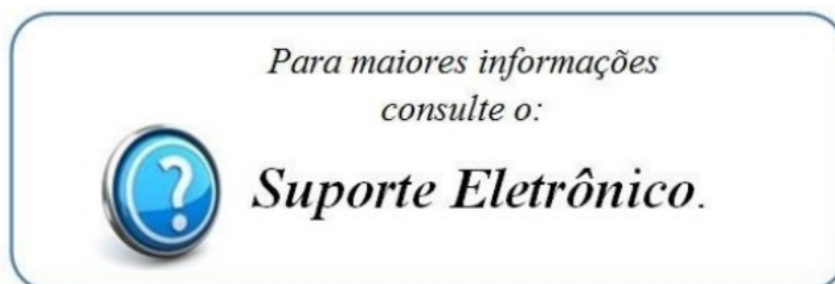 Para maiores informações
consulte o:
Suporte Eletrônico.